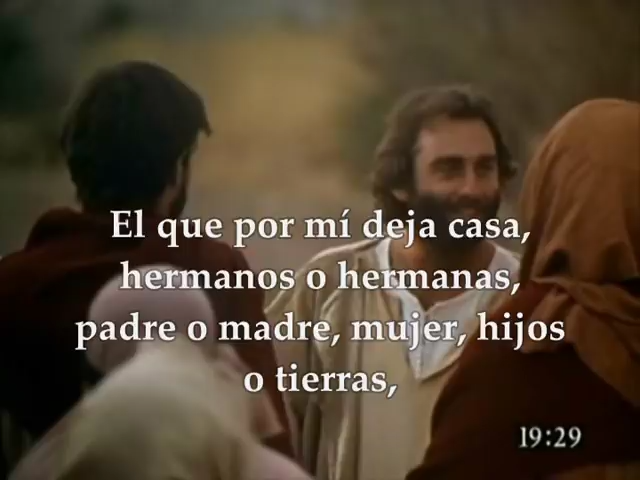 El que por mí deja casa,
hermanos o hermanas,
padre o madre, mujer, hijos
o tierras,
19:29